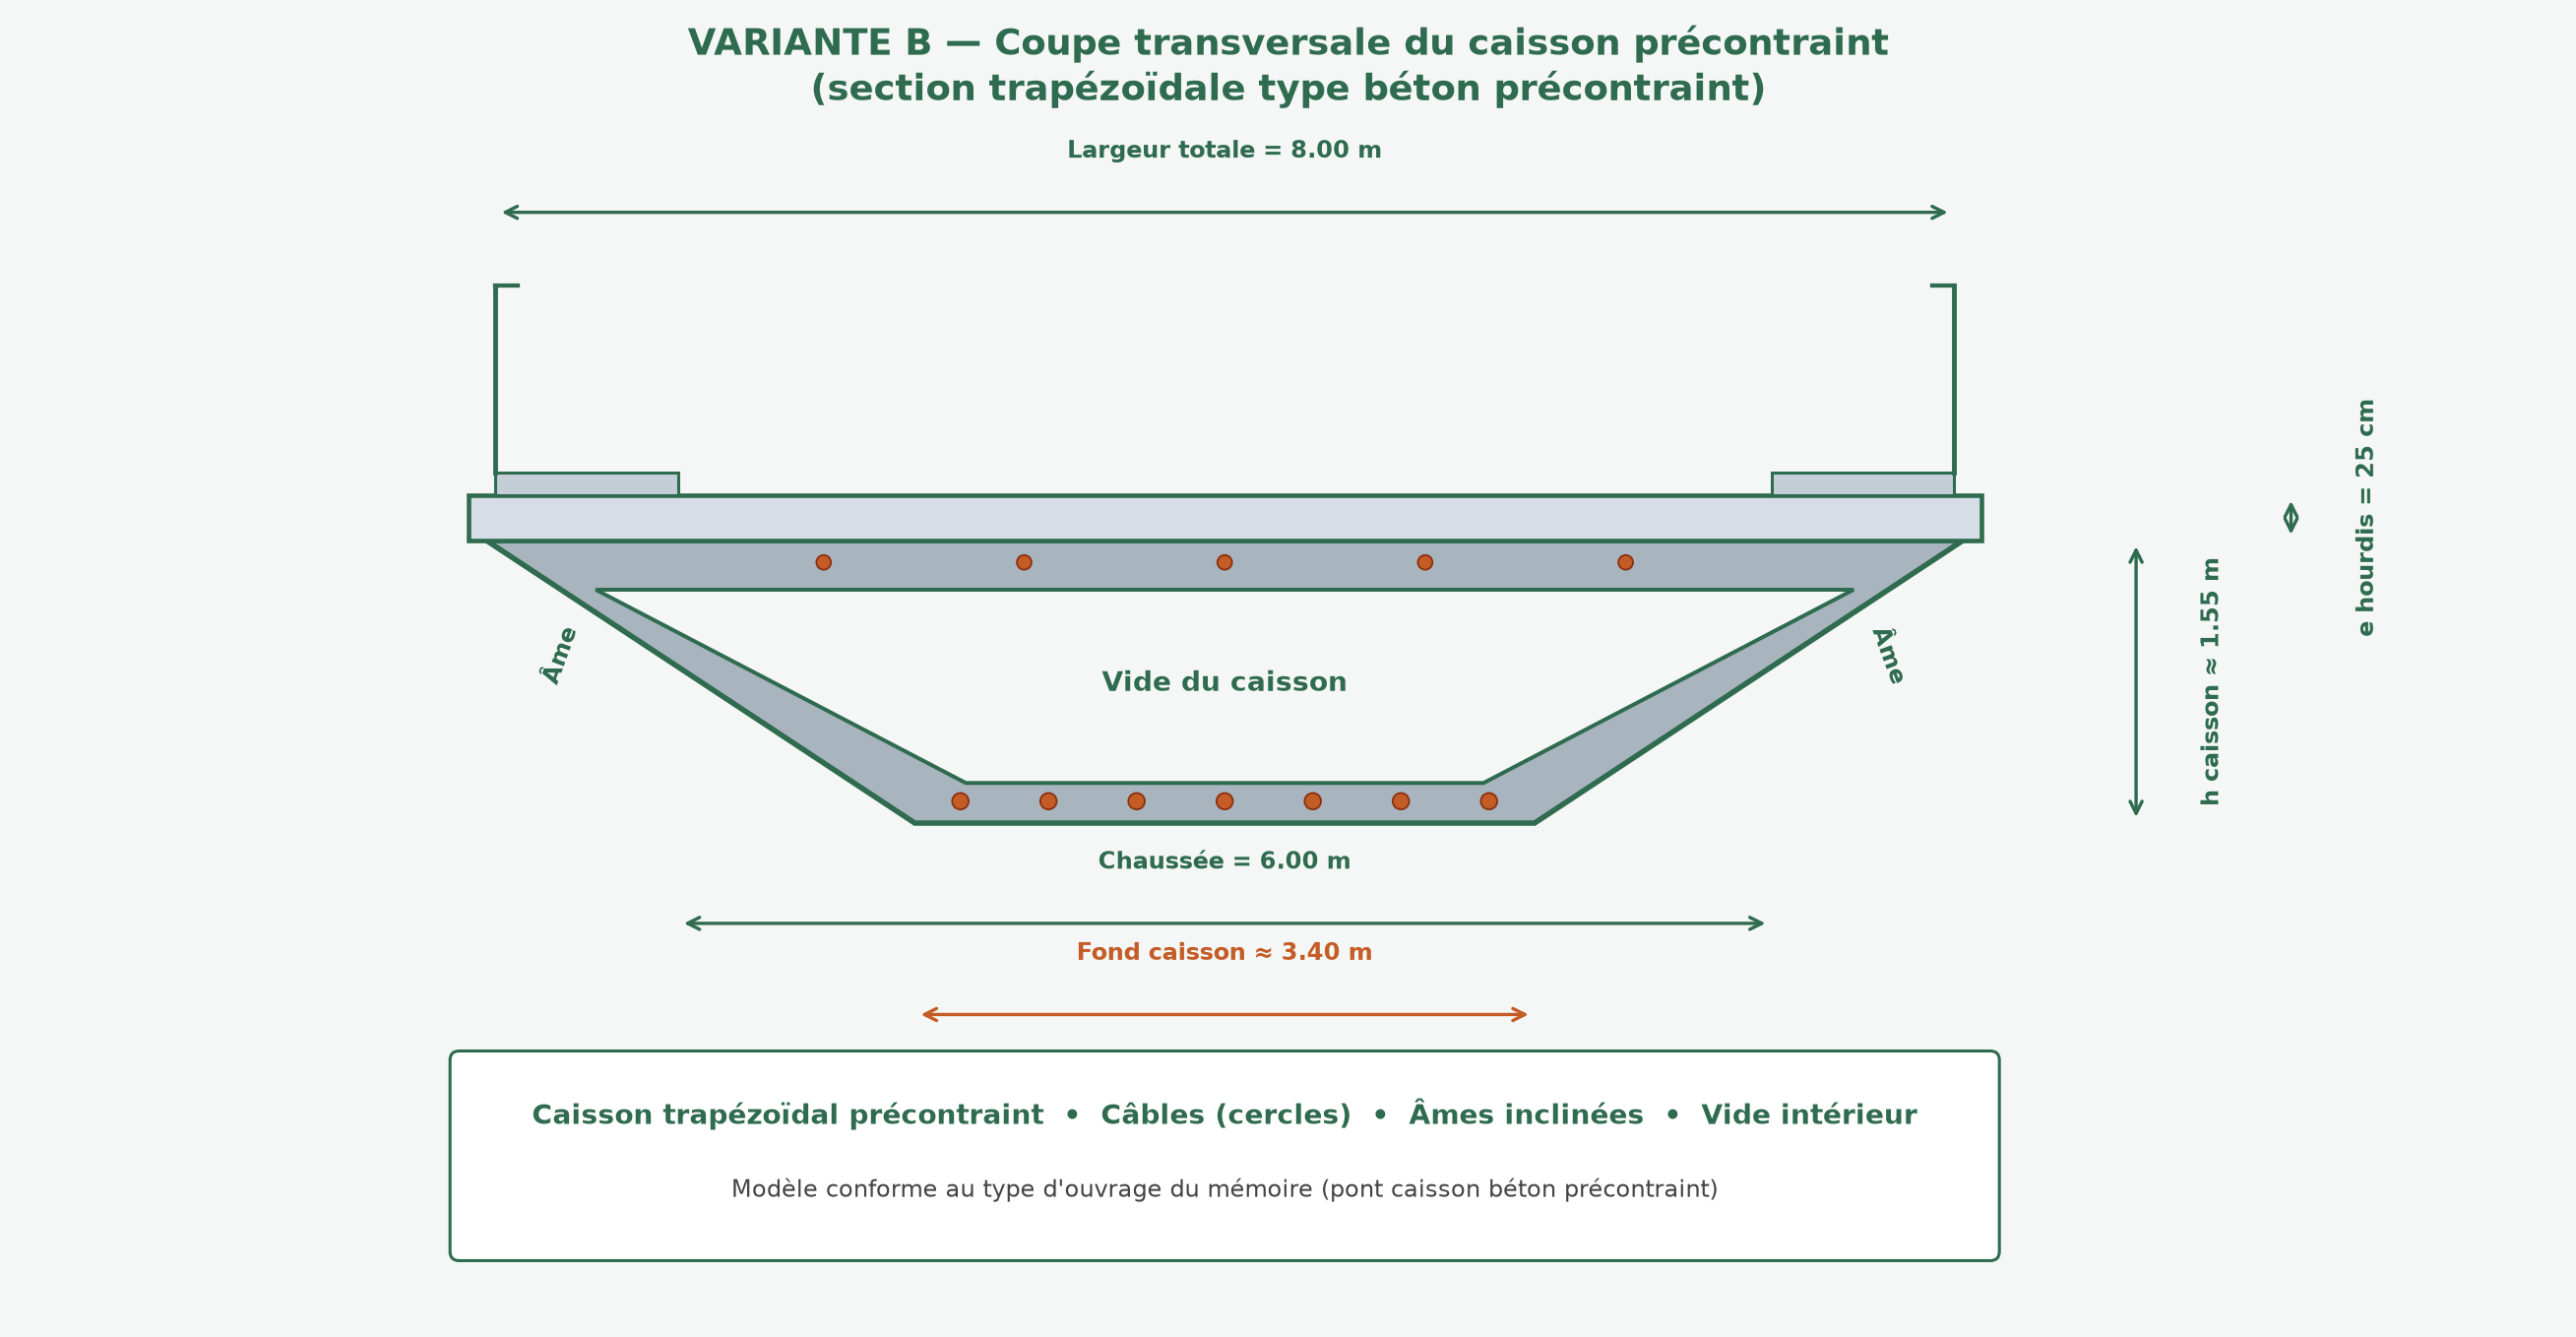 VARIANTE B — Coupe transversale du caisson précontraint
(section trapézoïdale type béton précontraint)
Largeur totale = 8.00 m
e hourdis = 25 cm
h caisson ≈ 1.55 m
Âme
Âme
Vide du caisson
Chaussée = 6.00 m
Fond caisson ≈ 3.40 m
Caisson trapézoïdal précontraint • Câbles (cercles) • Âmes inclinées • Vide intérieur
Modèle conforme au type d'ouvrage du mémoire (pont caisson béton précontraint)